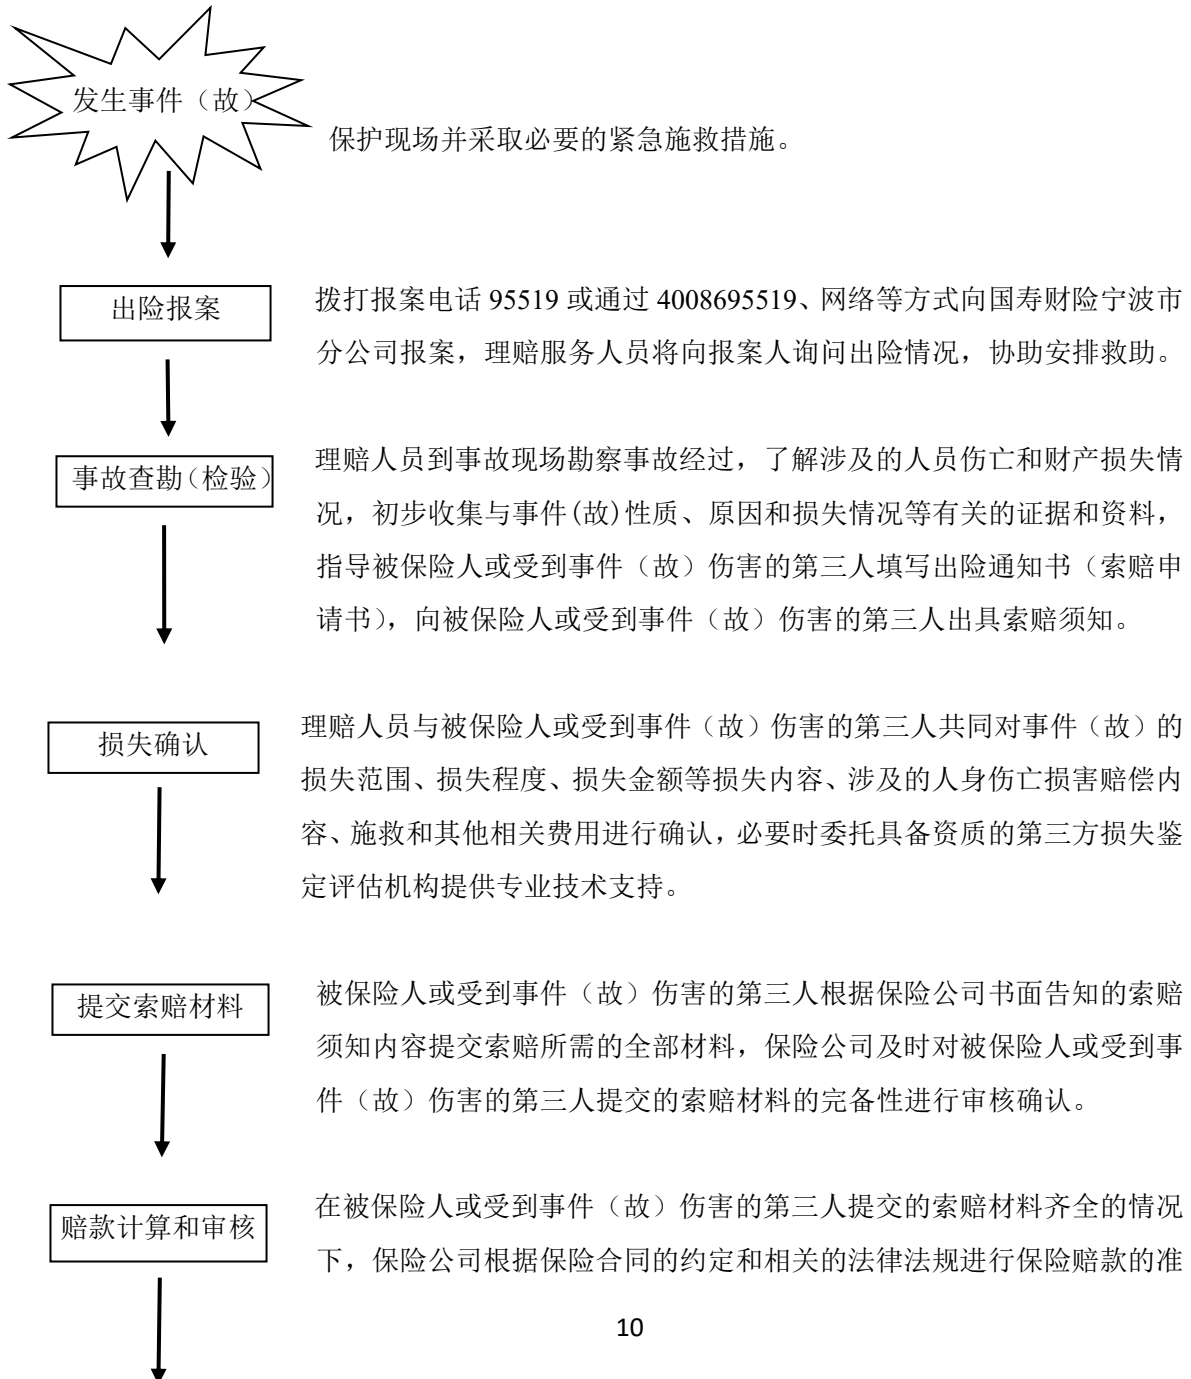 发生事件（故）
保护现场并采取必要的紧急施救措施。
出险报案
拨打报案电话 95519 或通过 4008695519、网络等方式向国寿财险宁波市
分公司报案，理赔服务人员将向报案人询问出险情况，协助安排救助。
事故查勘（检验）
理赔人员到事故现场勘察事故经过，了解涉及的人员伤亡和财产损失情
况，初步收集与事件(故)性质、原因和损失情况等有关的证据和资料，
指导被保险人或受到事件（故）伤害的第三人填写出险通知书（索赔申
请书），向被保险人或受到事件（故）伤害的第三人出具索赔须知。
损失确认
理赔人员与被保险人或受到事件（故）伤害的第三人共同对事件（故）的
损失范围、损失程度、损失金额等损失内容、涉及的人身伤亡损害赔偿内
容、施救和其他相关费用进行确认，必要时委托具备资质的第三方损失鉴
定评估机构提供专业技术支持。
提交索赔材料
被保险人或受到事件（故）伤害的第三人根据保险公司书面告知的索赔
须知内容提交索赔所需的全部材料，保险公司及时对被保险人或受到事
件（故）伤害的第三人提交的索赔材料的完备性进行审核确认。
赔款计算和审核
在被保险人或受到事件（故）伤害的第三人提交的索赔材料齐全的情况
下，保险公司根据保险合同的约定和相关的法律法规进行保险赔款的准
10